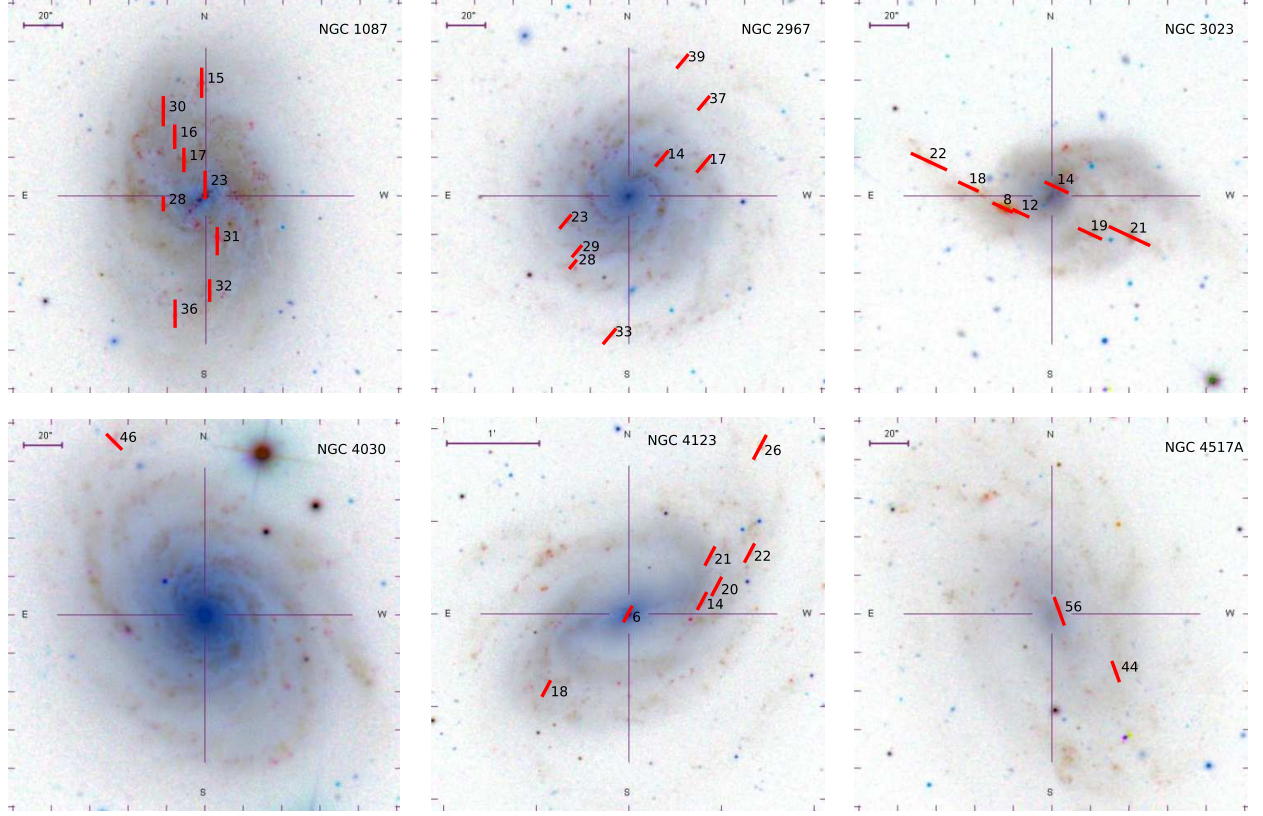 N
20"
NGC 1087
15
30
16
17
23
28
E
W
31
32
36
S
N
20"
NGC 2967
39
37
14
17
E
W
23
29
28
33
S
N
20"
NGC 3023
22
18
14
8
12
E
W
19
21
20"
46
N
NGC 4030
E
W
S
N
1'
NGC 4123
26
21
22
20
14
6
E
W
18
S
N
20"
NGC 4517A
56
E
W
44
S